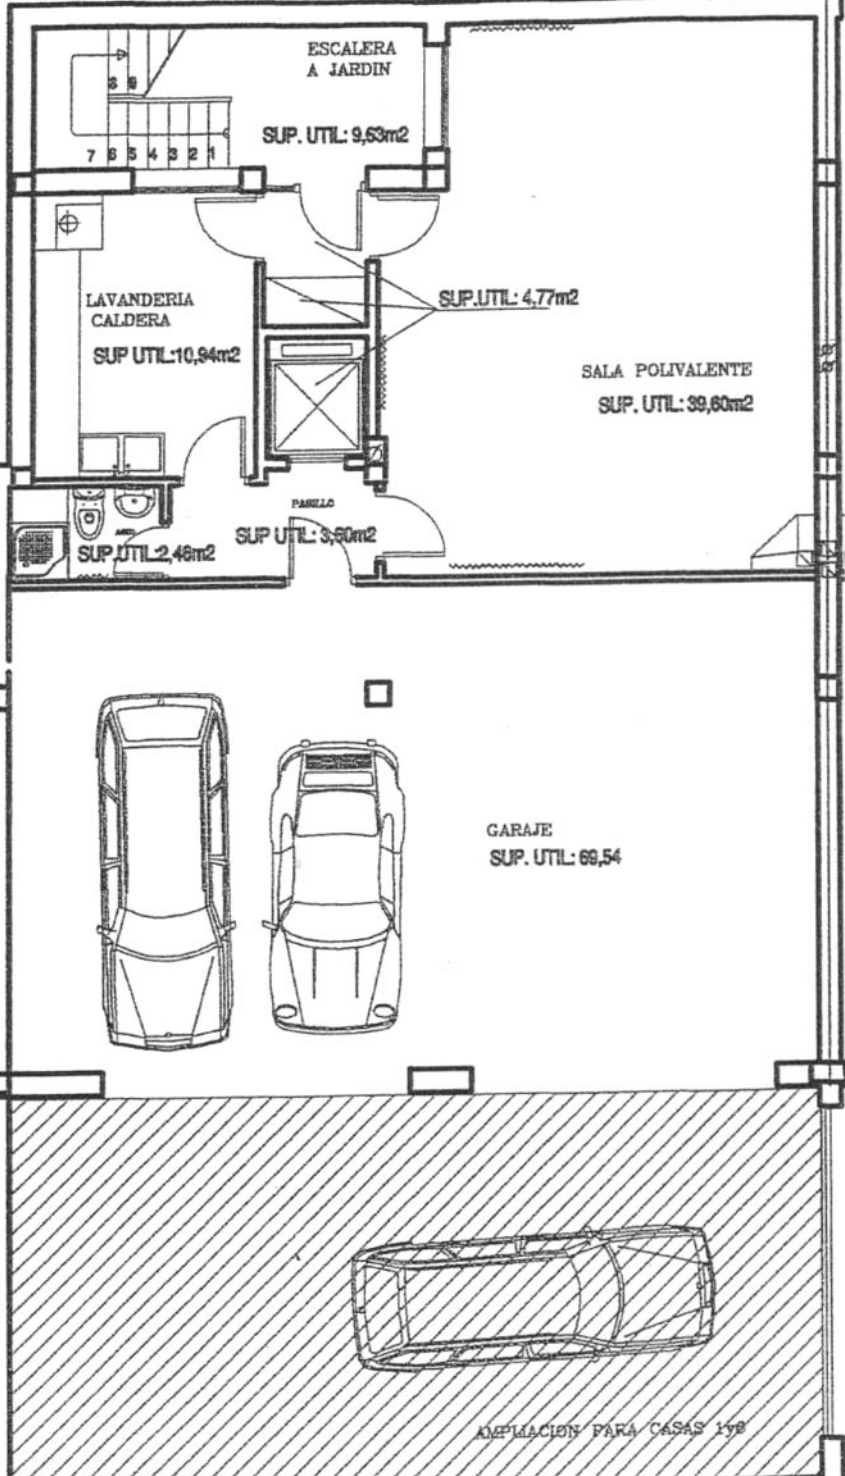 ESCALERA
A JARDIN
SUP. UTIL: 9,63m2
8 9
7 6 5 4 3 2 1
LAVANDERIA
CALDERA
SUP UTIL:10,94m2
SUP.UTIL: 4,77m2
SALA POLIVALENTE
SUP. UTIL: 39,60m2
PASILLO
SUP UTIL: 3,60m2
ASEO
SUP.UTIL:2,46m2
GARAJE
SUP. UTIL: 69,54
AMPLIACION PARA CASAS 1y6